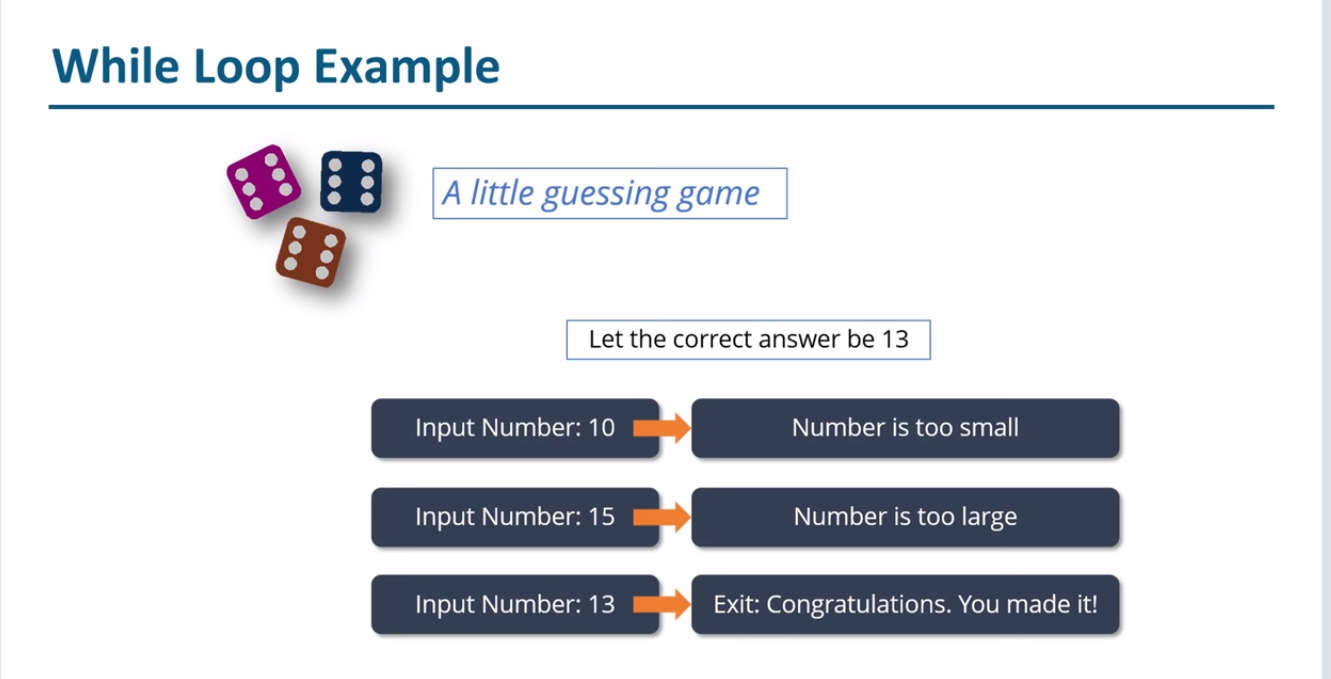 While Loop Example
A little guessing game
Let the correct answer be 13
Input Number: 10
Number is too small
Input Number: 15
Number is too large
Input Number: 13
Exit: Congratulations. You made it!